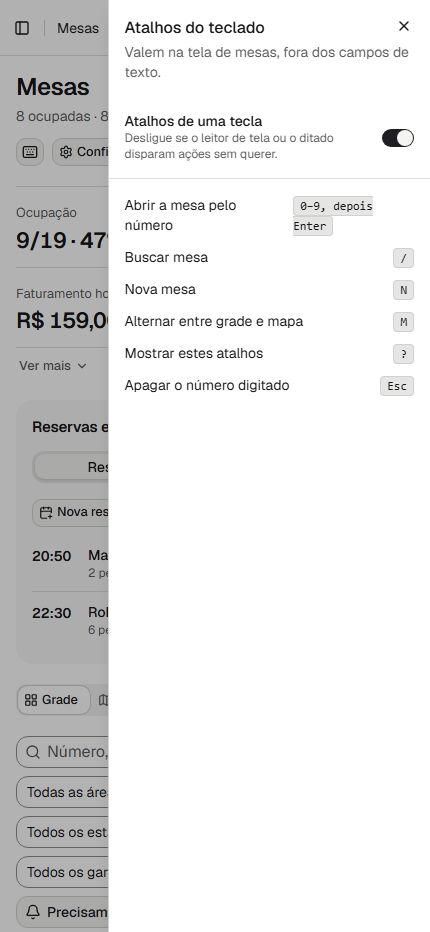 Mesas
Mesas
8 ocupadas · 8
Confi
Ocupação
9/19 · 47
Faturamento ho
R$ 159,0
Ver mais
Reservas e
Res
Nova res
20:50 Ma
2 pe
22:30 Rol
6 pe
Grade
Número,
Todas as áre
Todos os est
Todos os gar
Precisam
Atalhos do teclado
Valem na tela de mesas, fora dos campos de
texto.
Atalhos de uma tecla
Desligue se o leitor de tela ou o ditado
disparam ações sem querer.
Abrir a mesa pelo
número
0–9, depois
Enter
Buscar mesa /
Nova mesa N
Alternar entre grade e mapa M
Mostrar estes atalhos ?
Apagar o número digitado Esc